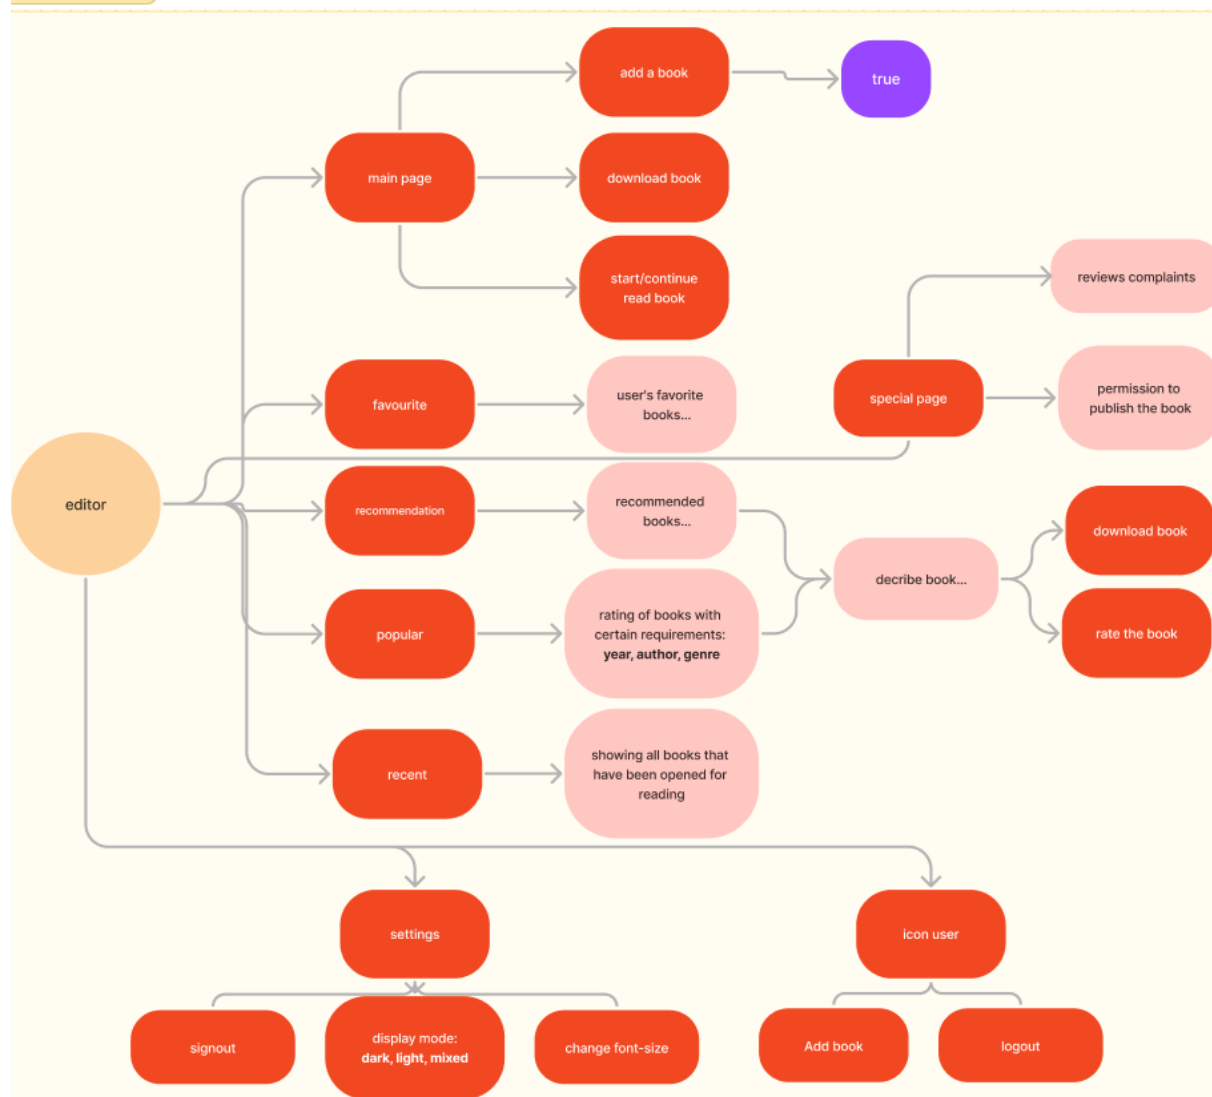 add a book
true
main page
download book
start/continue
read book
reviews complaints
favourite
user's favorite
books...
special page
permission to
publish the book
editor
recommendation
recommended
books...
download book
decribe book...
popular
rating of books with
certain requirements:
year, author, genre
rate the book
recent
showing all books that
have been opened for
reading
settings
icon user
signout
display mode:
dark, light, mixed
change font-size
Add book
logout